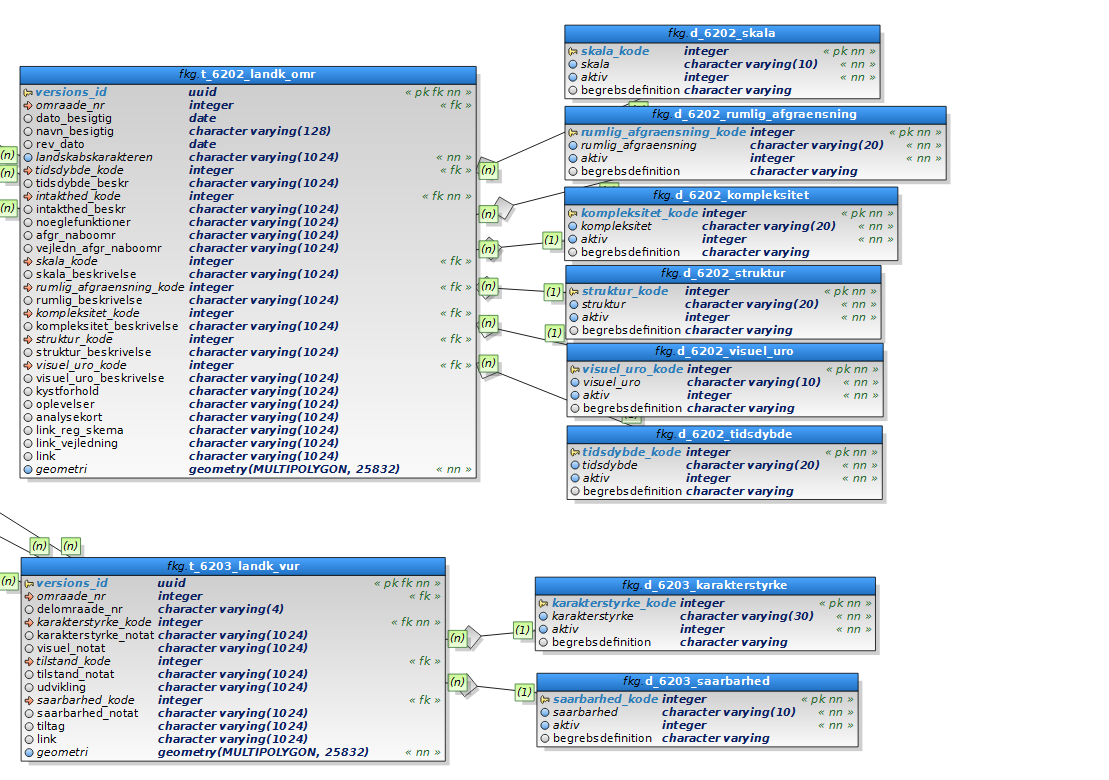 fkg.t_6202_landk_omr
versions_id uuid « pk fk nn »
omraade_nr integer « fk »
dato_besigtig date
navn_besigtig character varying(128)
rev_dato date
landskabskarakteren character varying(1024) « nn »
tidsdybde_kode integer « fk »
tidsdybde_beskr character varying(1024)
intakthed_kode integer « fk nn »
intakthed_beskr character varying(1024)
noeglefunktioner character varying(1024)
afgr_naboomr character varying(1024)
vejledn_afgr_naboomr character varying(1024)
skala_kode integer « fk »
skala_beskrivelse character varying(1024)
rumlig_afgraensning_kode integer « fk »
rumlig_beskrivelse character varying(1024)
kompleksitet_kode integer « fk »
kompleksitet_beskrivelse character varying(1024)
struktur_kode integer « fk »
struktur_beskrivelse character varying(1024)
visuel_uro_kode integer « fk »
visuel_uro_beskrivelse character varying(1024)
kystforhold character varying(1024)
oplevelser character varying(1024)
analysekort character varying(1024)
link_reg_skema character varying(1024)
link_vejledning character varying(1024)
link character varying(1024)
geometri geometry(MULTIPOLYGON, 25832) « nn »
(n)
(n)
(n)
(n)
(n)
(n)
(n)
(n)
(n)
(1)
(1)
(1)
fkg.d_6202_skala
skala_kode integer « pk nn »
skala character varying(10) « nn »
aktiv integer « nn »
begrebsdefinition character varying
fkg.d_6202_rumlig_afgraensning
rumlig_afgraensning_kode integer « pk nn »
rumlig_afgraensning character varying(20) « nn »
aktiv integer « nn »
begrebsdefinition character varying
fkg.d_6202_kompleksitet
kompleksitet_kode integer « pk nn »
kompleksitet character varying(20) « nn »
aktiv integer « nn »
begrebsdefinition character varying
fkg.d_6202_struktur
struktur_kode integer « pk nn »
struktur character varying(20) « nn »
aktiv integer « nn »
begrebsdefinition character varying
fkg.d_6202_visuel_uro
visuel_uro_kode integer « pk nn »
visuel_uro character varying(10) « nn »
aktiv integer « nn »
begrebsdefinition character varying
fkg.d_6202_tidsdybde
tidsdybde_kode integer « pk nn »
tidsdybde character varying(20) « nn »
aktiv integer « nn »
begrebsdefinition character varying
(n)
(n)
(n)
fkg.t_6203_landk_vur
versions_id uuid « pk fk nn »
omraade_nr integer « fk »
delomraade_nr character varying(4)
karakterstyrke_kode integer « fk nn »
karakterstyrke_notat character varying(1024)
visuel_notat character varying(1024)
tilstand_kode integer « fk »
tilstand_notat character varying(1024)
udvikling character varying(1024)
saarbarhed_kode integer « fk »
saarbarhed_notat character varying(1024)
tiltag character varying(1024)
link character varying(1024)
geometri geometry(MULTIPOLYGON, 25832) « nn »
(n)
(1)
(n)
(1)
fkg.d_6203_karakterstyrke
karakterstyrke_kode integer « pk nn »
karakterstyrke character varying(30) « nn »
aktiv integer « nn »
begrebsdefinition character varying
fkg.d_6203_saarbarhed
saarbarhed_kode integer « pk nn »
saarbarhed character varying(10) « nn »
aktiv integer « nn »
begrebsdefinition character varying